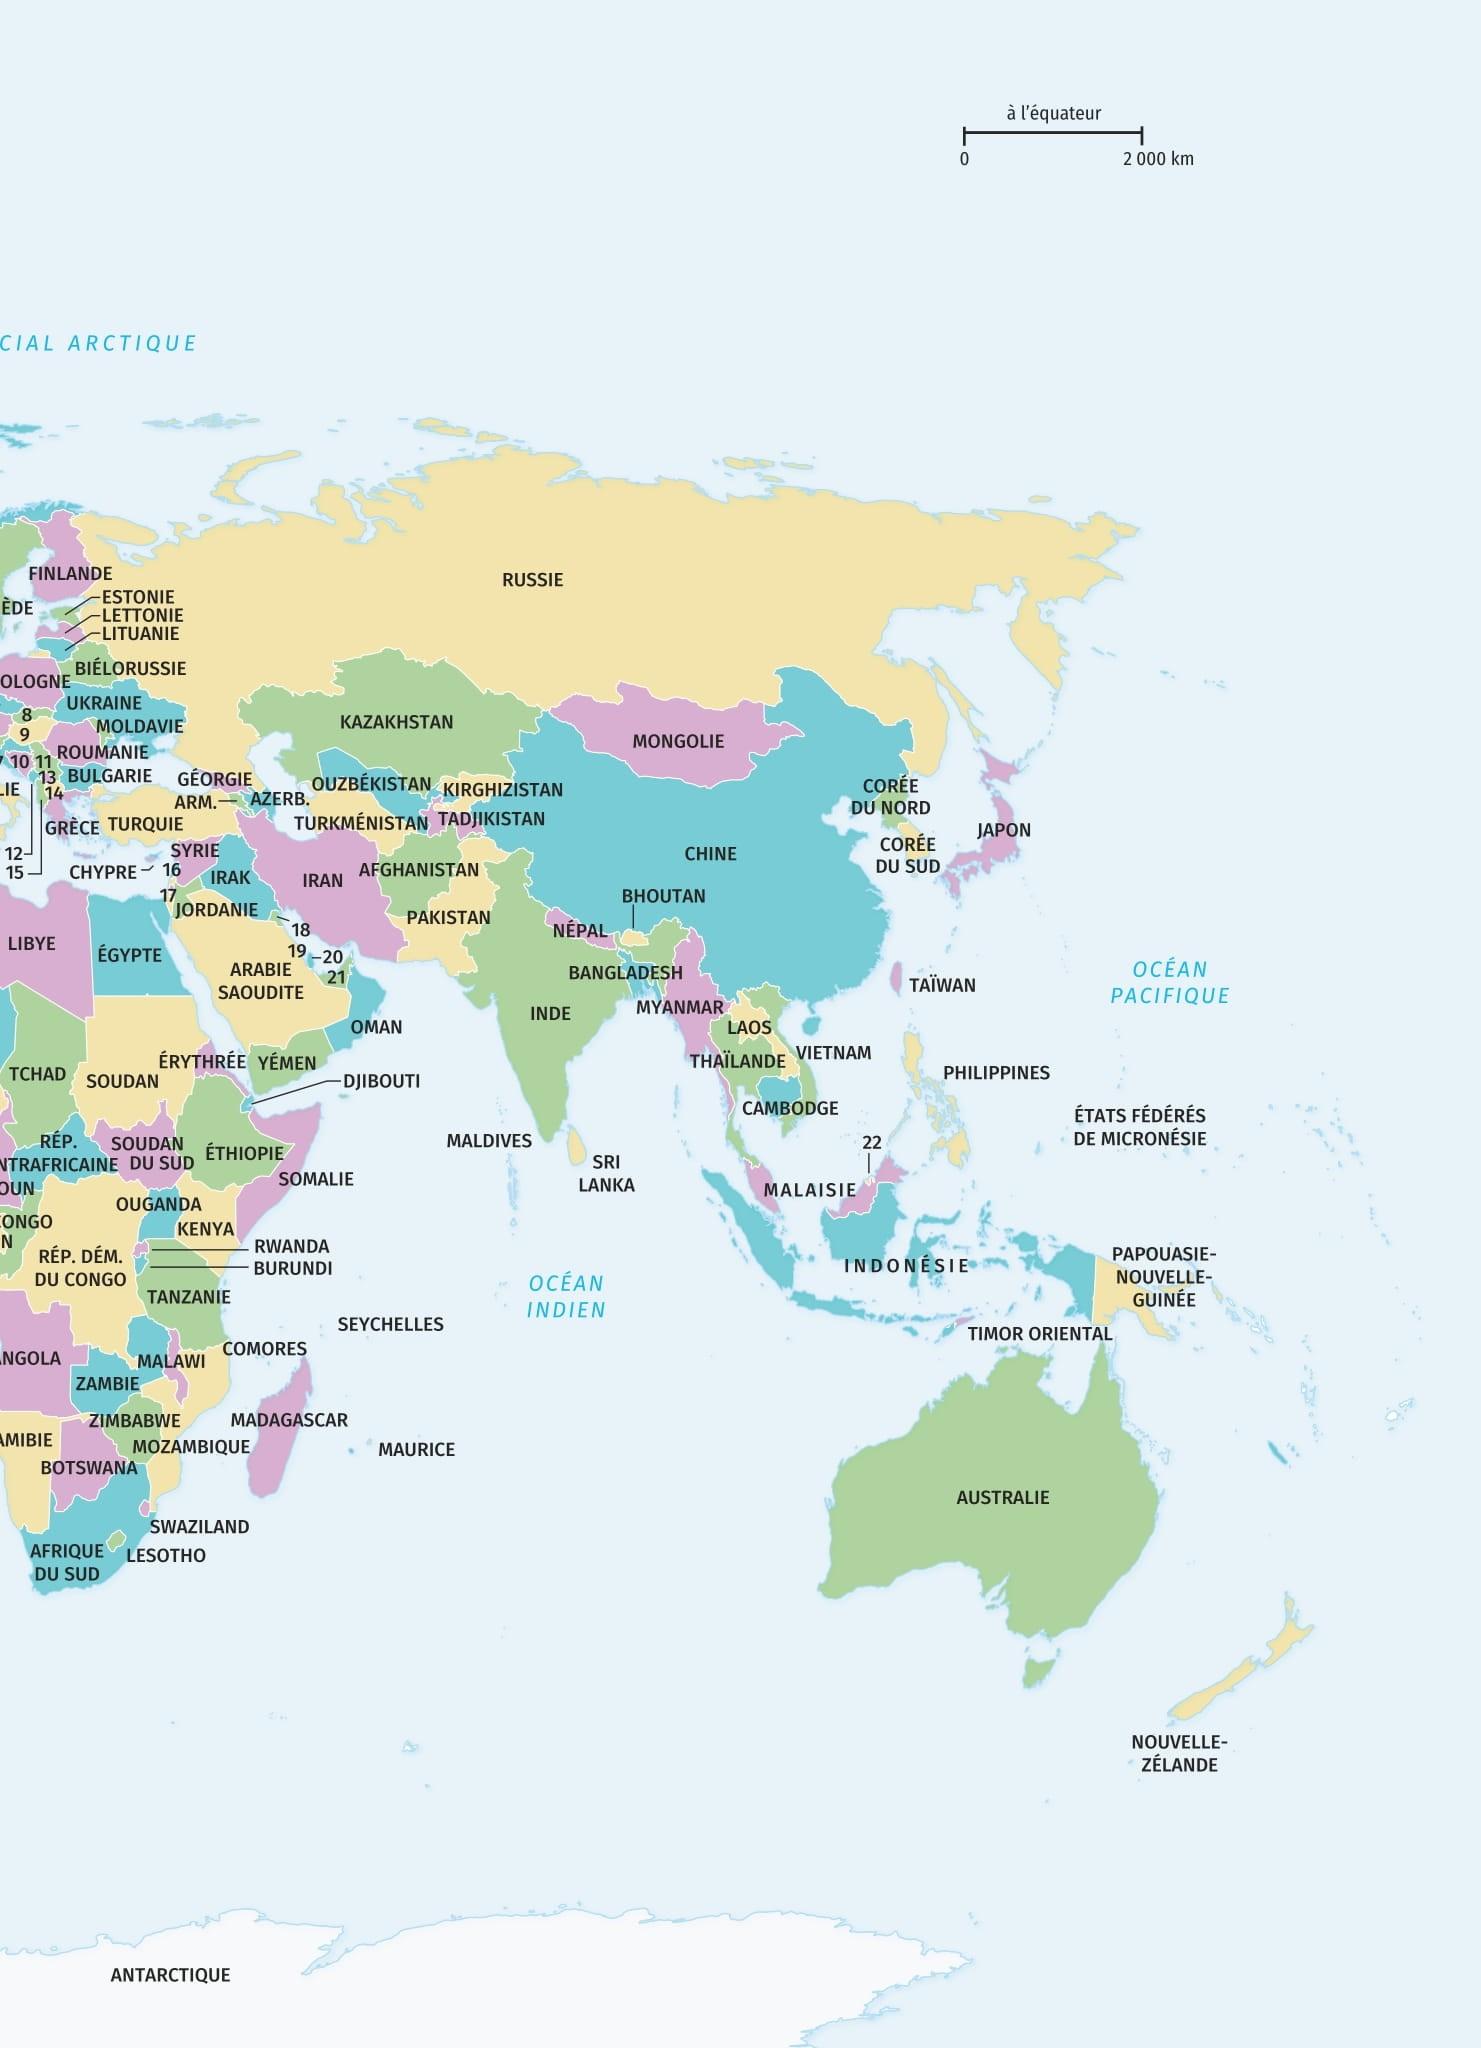 à l'équateur
0 2 000 km
CIAL ARCTIQUE
RUSSIE
FINLANDE
ESTONIE
ÈDE
LETTONIE
LITUANIE
BIÉLORUSSIE
OLOGNE
UKRAINE
8
MOLDAVIE
9
KAZAKHSTAN
MONGOLIE
ROUMANIE
7 10 11
13 BULGARIE
GÉORGIE
OUZBÉKISTAN
KIRGHIZISTAN
LIE
14
ARM.
AZERB.
CORÉE
DU NORD
GRÈCE
TURQUIE
TURKMÉNISTAN
TADJIKISTAN
JAPON
12
15
SYRIE
CHYPRE
16
CHINE
CORÉE
DU SUD
IRAK
IRAN
AFGHANISTAN
17
BHOUTAN
JORDANIE
PAKISTAN
18
NÉPAL
LIBYE
ÉGYPTE
19
20
21
ARABIE
SAOUDITE
BANGLADESH
TAÏWAN
OCÉAN
PACIFIQUE
INDE
MYANMAR
OMAN
LAOS
VIETNAM
ÉRYTHRÉE
YÉMEN
THAÏLANDE
TCHAD
SOUDAN
DJIBOUTI
PHILIPPINES
CAMBODGE
ÉTATS FÉDÉRÉS
DE MICRONÉSIE
RÉP.
NTRAFRICAINE
SOUDAN
DU SUD
ÉTHIOPIE
MALDIVES
22
SRI
LANKA
SOMALIE
OUN
MALAISIE
OUGANDA
CONGO
N
KENYA
RWANDA
RÉP. DÉM.
DU CONGO
BURUNDI
INDONÉSIE
PAPOUASIE-
NOUVELLE-
GUINÉE
TANZANIE
OCÉAN
INDIEN
SEYCHELLES
TIMOR ORIENTAL
COMORES
NGOLA
MALAWI
ZAMBIE
ZIMBABWE
MADAGASCAR
AMIBIE
MOZAMBIQUE
MAURICE
BOTSWANA
AUSTRALIE
SWAZILAND
AFRIQUE
DU SUD
LESOTHO
NOUVELLE-
ZÉLANDE
ANTARCTIQUE